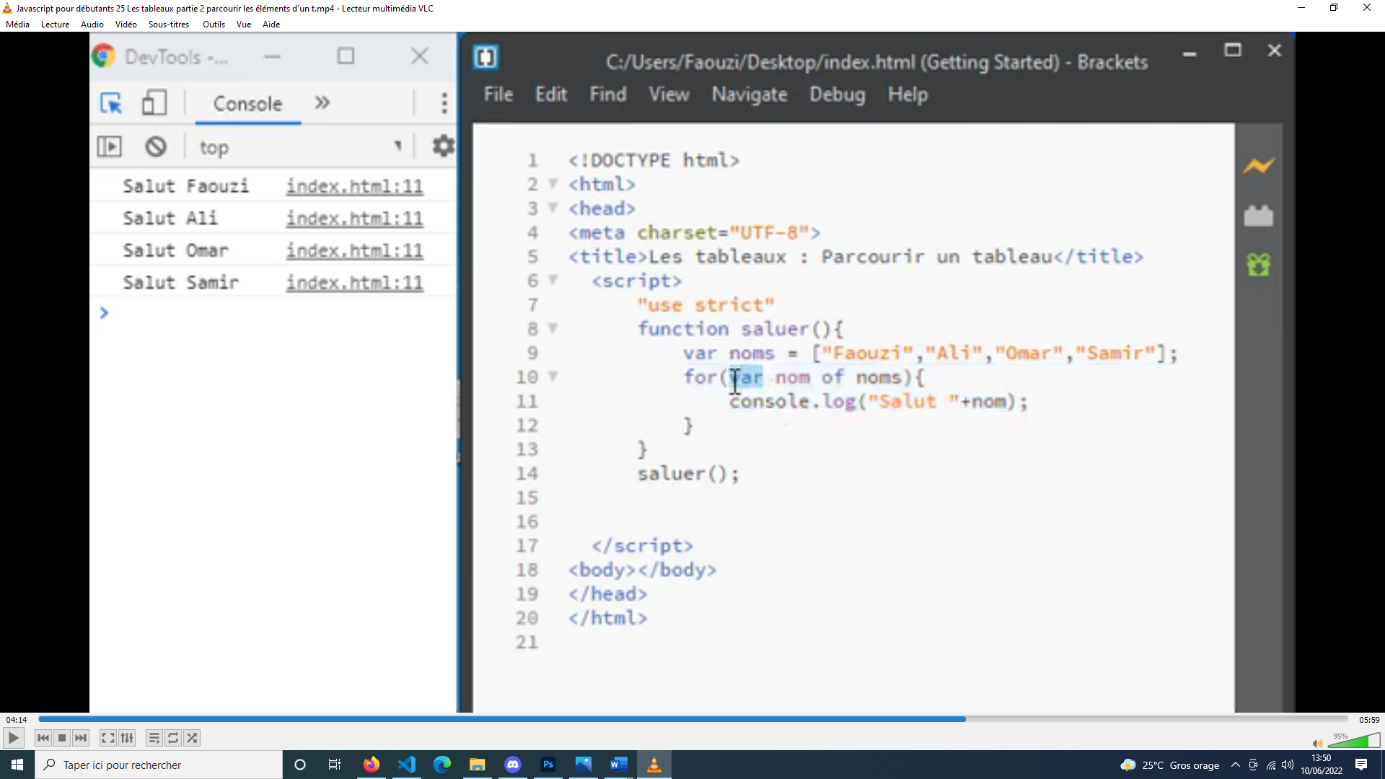 Javascript pour débutants 25 Les tableaux partie 2 parcourir les éléments d'un t.mp4 - Lecteur multimédia VLC
Média Lecture Audio Vidéo Sous-titres Outils Vue Aide
DevTools -...
Console »
top
Salut Faouzi index.html:11
Salut Ali index.html:11
Salut Omar index.html:11
Salut Samir index.html:11
>
C:/Users/Faouzi/Desktop/index.html (Getting Started) - Brackets
File Edit Find View Navigate Debug Help
1 <!DOCTYPE html>
2 <html>
3 <head>
4 <meta charset="UTF-8">
5 <title>Les tableaux : Parcourir un tableau</title>
6 <script>
7 "use strict"
8 function saluer(){
9 var noms = ["Faouzi","Ali","Omar","Samir"];
10 for(var nom of noms){
11 console.log("Salut "+nom);
12 }
13 }
14 saluer();
15
16
17 </script>
18 <body></body>
19 </head>
20 </html>
21
04:14 05:59
95%
Taper ici pour rechercher
25°C Gros orage
13:50
10/06/2022